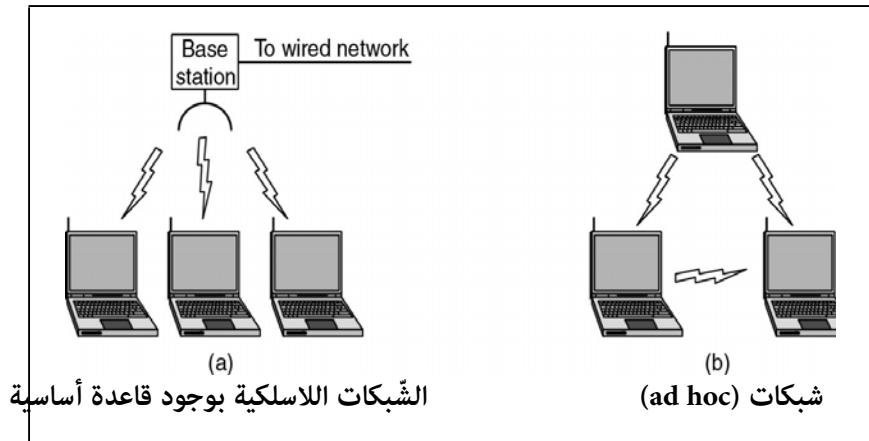 Base
station
To wired network
(a)
(b)
الشّبكات اللاسلكية بوجود قاعدة أساسية
شبكات (ad hoc)